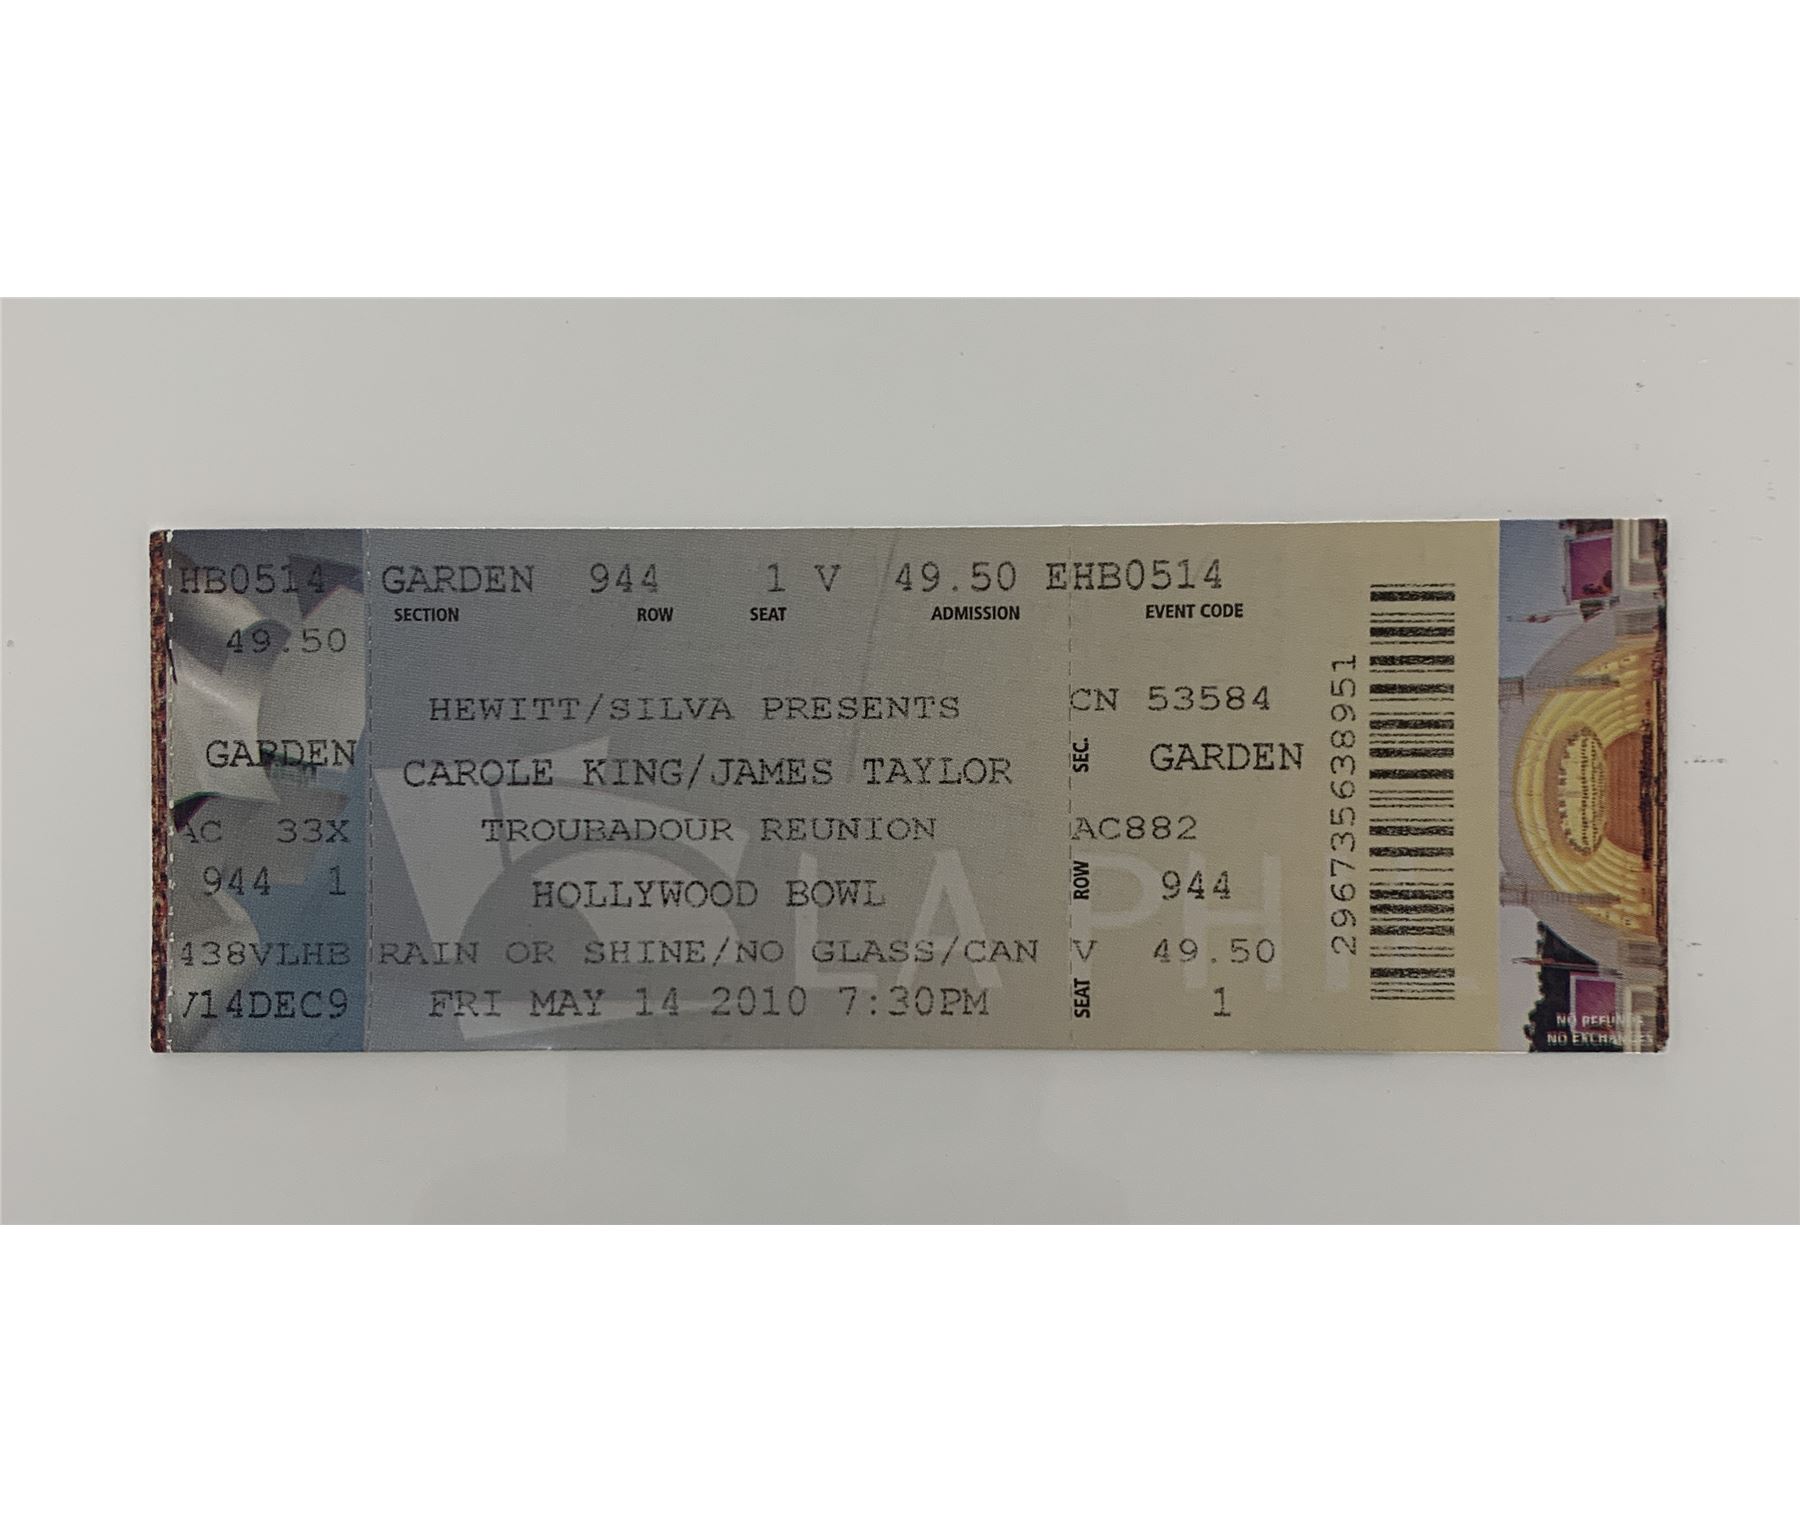 HB0514
49.50
GARDEN
AC 33X
944 1
438VLHB
14DEC9
GARDEN 944 1 V 49.50 EHB0514
SECTION ROW SEAT ADMISSION EVENT CODE
HEWITT/SILVA PRESENTS
CAROLE KING/JAMES TAYLOR
TROUBADOUR REUNION
HOLLYWOOD BOWL
RAIN OR SHINE/NO GLASS/CAN
FRI MAY 14 2010 7:30PM
LA PHIL
CN 53584
SEC. GARDEN
AC882
ROW 944
V 49.50
SEAT 1
296735638951
NO REFUNDS
NO EXCHANGES